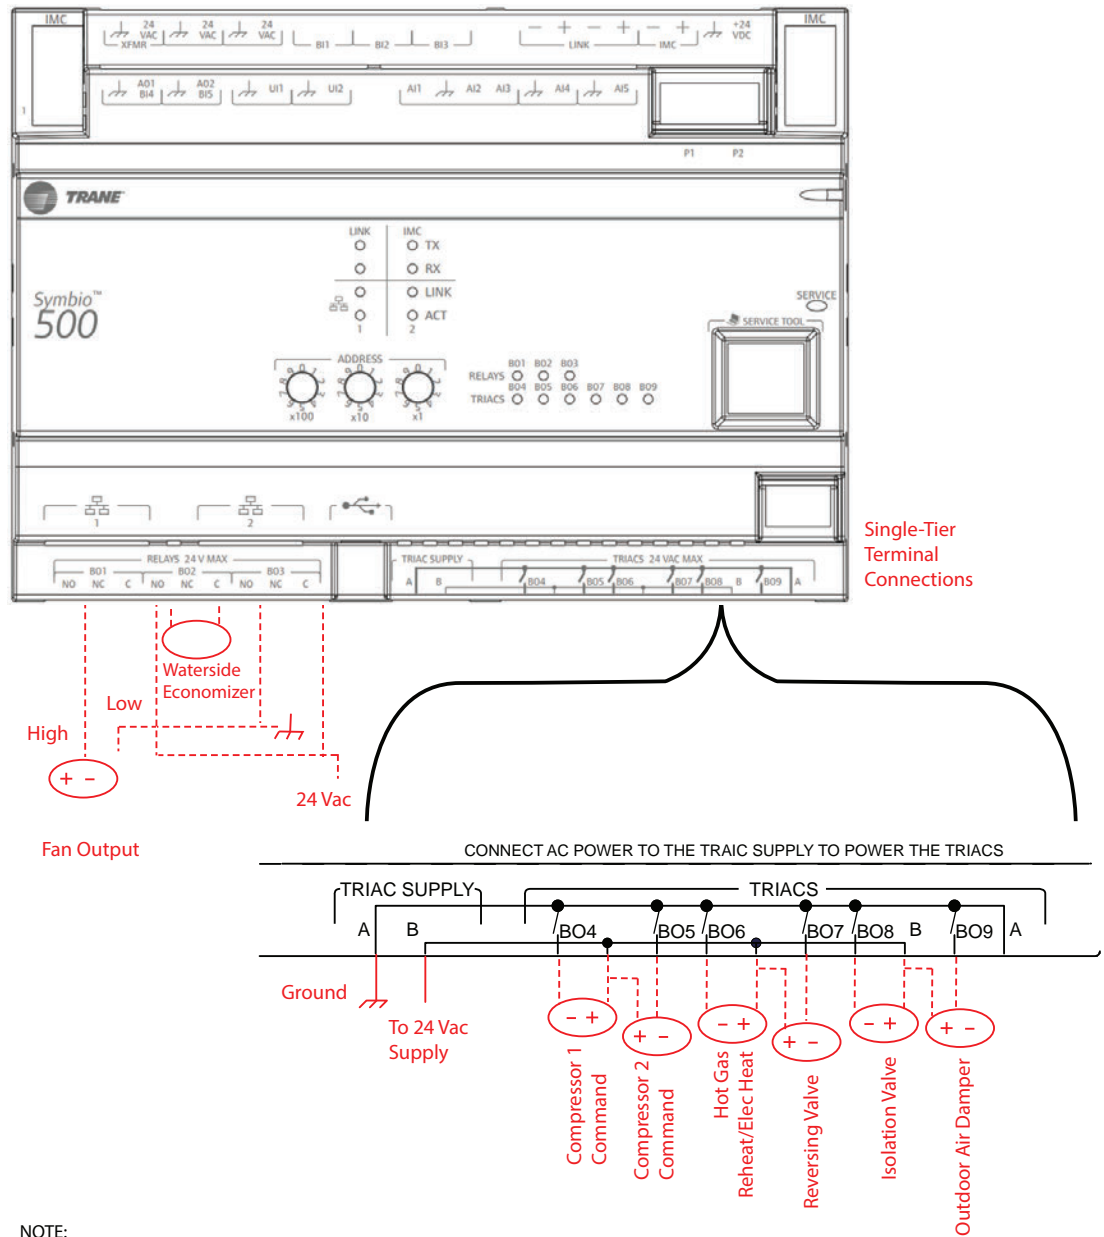 IMC
24 VAC
24 VAC
24 VAC
XFMR
BI1
BI2
BI3
LINK
IMC
+24 VDC
IMC
AO1 BI4
AO2 BI5
UI1
UI2
AI1
AI2
AI3
AI4
AI5
1
P1
P2
TRANE
LINK
IMC
TX
RX
LINK
ACT
1
2
Symbio™
500
SERVICE
SERVICE TOOL
ADDRESS
x100
x10
x1
BO1 BO2 BO3
RELAYS
BO4 BO5 BO6 BO7 BO8 BO9
TRIACS
1
2
Single-Tier
Terminal
Connections
RELAYS 24 V MAX
BO1
BO2
BO3
NO NC C NO NC C NO NC C
TRIAC SUPPLY
A B
TRIACS 24 VAC MAX
BO4 BO5 BO6 BO7 BO8 B BO9 A
Waterside
Economizer
Low
High
+ -
24 Vac
Fan Output
CONNECT AC POWER TO THE TRAIC SUPPLY TO POWER THE TRIACS
TRIAC SUPPLY
TRIACS
A B BO4 BO5 BO6 BO7 BO8 B BO9 A
Ground
To 24 Vac
Supply
- +
+ -
- +
+ -
- +
+ -
Compressor 1
Command
Compressor 2
Command
Hot Gas
Reheat/Elec Heat
Reversing Valve
Isolation Valve
Outdoor Air Damper
NOTE: